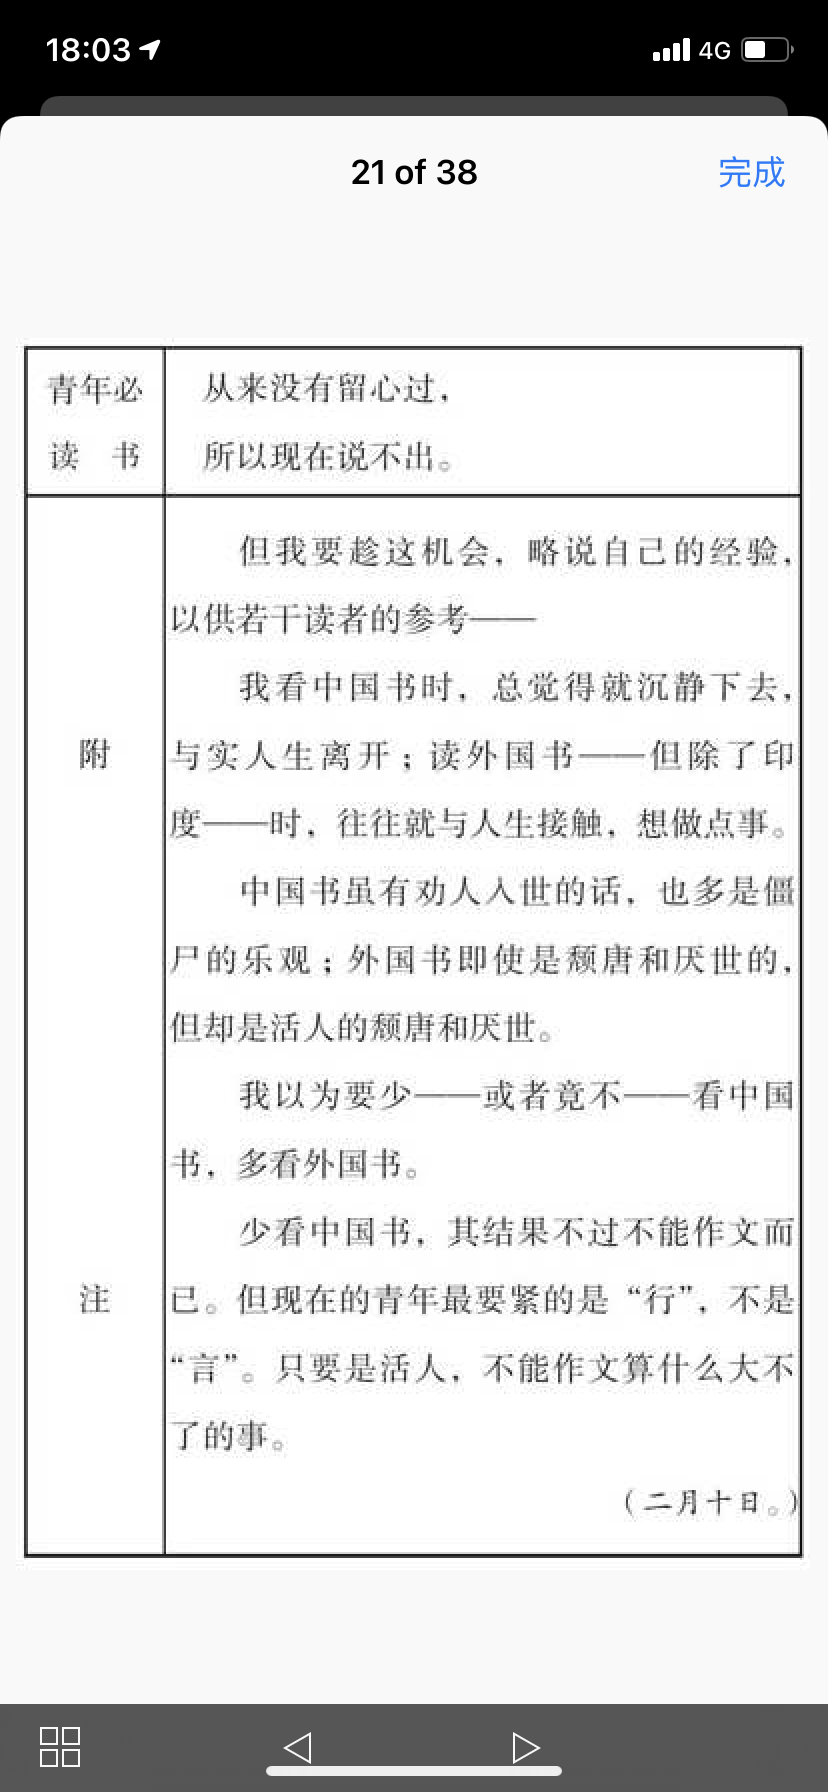 18:03
4G
21 of 38
完成
青年必
读 书
从来没有留心过，
所以现在说不出。
附
注
但我要趁这机会，略说自己的经验，
以供若干读者的参考——
我看中国书时，总觉得就沉静下去，
与实人生离开；读外国书——但除了印
度——时，往往就与人生接触，想做点事。
中国书虽有劝人入世的话，也多是僵
尸的乐观；外国书即使是颓唐和厌世的，
但却是活人的颓唐和厌世。
我以为要少——或者竟不——看中国
书，多看外国书。
少看中国书，其结果不过不能作文而
已。但现在的青年最要紧的是“行”，不是
“言”。只要是活人，不能作文算什么大不
了的事。
（二月十日。）